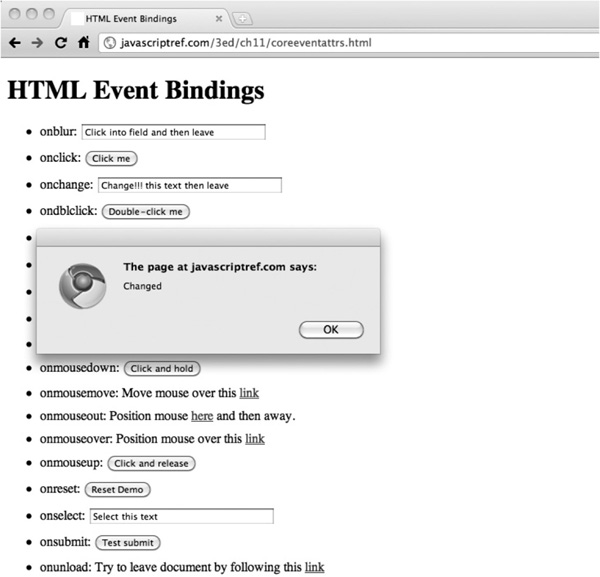 HTML Event Bindings
javascriptref.com/3ed/ch11/coreeventattrs.html
HTML Event Bindings
• onblur: Click into field and then leave
• onclick: Click me
• onchange: Change!!! this text then leave
• ondblclick: Double-click me
The page at javascriptref.com says:
Changed
OK
• onmousedown: Click and hold
• onmousemove: Move mouse over this link
• onmouseout: Position mouse here and then away.
• onmouseover: Position mouse over this link
• onmouseup: Click and release
• onreset: Reset Demo
• onselect: Select this text
• onsubmit: Test submit
• onunload: Try to leave document by following this link